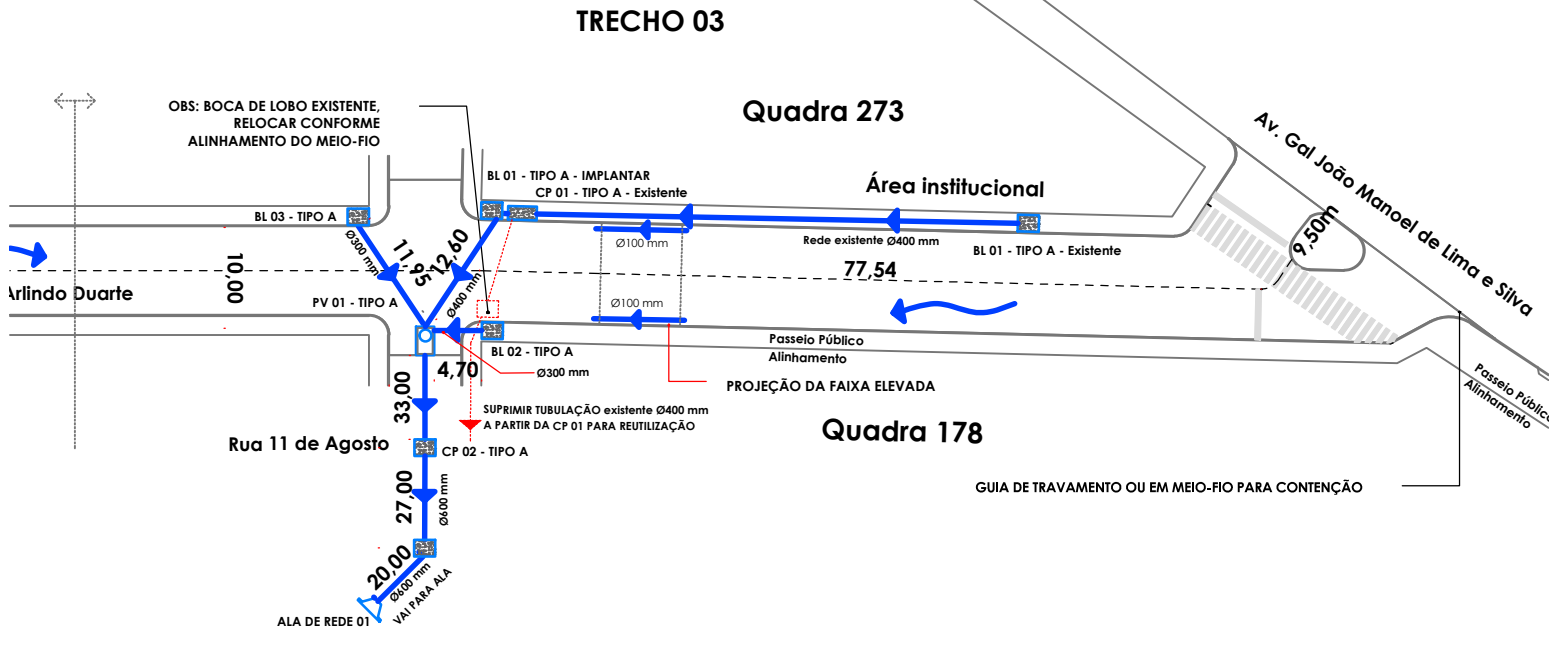 TRECHO 03
OBS: BOCA DE LOBO EXISTENTE,
RELOCAR CONFORME
ALINHAMENTO DO MEIO-FIO
Quadra 273
Av. Gal João Manoel de Lima e Silva
BL 01 - TIPO A - IMPLANTAR
CP 01 - TIPO A - Existente
Área institucional
BL 03 - TIPO A
Ø300 mm
11,95
12,60
Ø400 mm
Ø100 mm
Rede existente Ø400 mm
BL 01 - TIPO A - Existente
9,50m
10,00
77,54
Arlindo Duarte
PV 01 - TIPO A
Ø100 mm
Passeio Público
Alinhamento
BL 02 - TIPO A
4,70
Ø300 mm
PROJEÇÃO DA FAIXA ELEVADA
Passeio Público
Alinhamento
33,00
SUPRIMIR TUBULAÇÃO existente Ø400 mm
A PARTIR DA CP 01 PARA REUTILIZAÇÃO
Quadra 178
Rua 11 de Agosto
CP 02 - TIPO A
27,00
Ø600 mm
GUIA DE TRAVAMENTO OU EM MEIO-FIO PARA CONTENÇÃO
20,00
Ø600 mm
VAI PARA ALA
ALA DE REDE 01